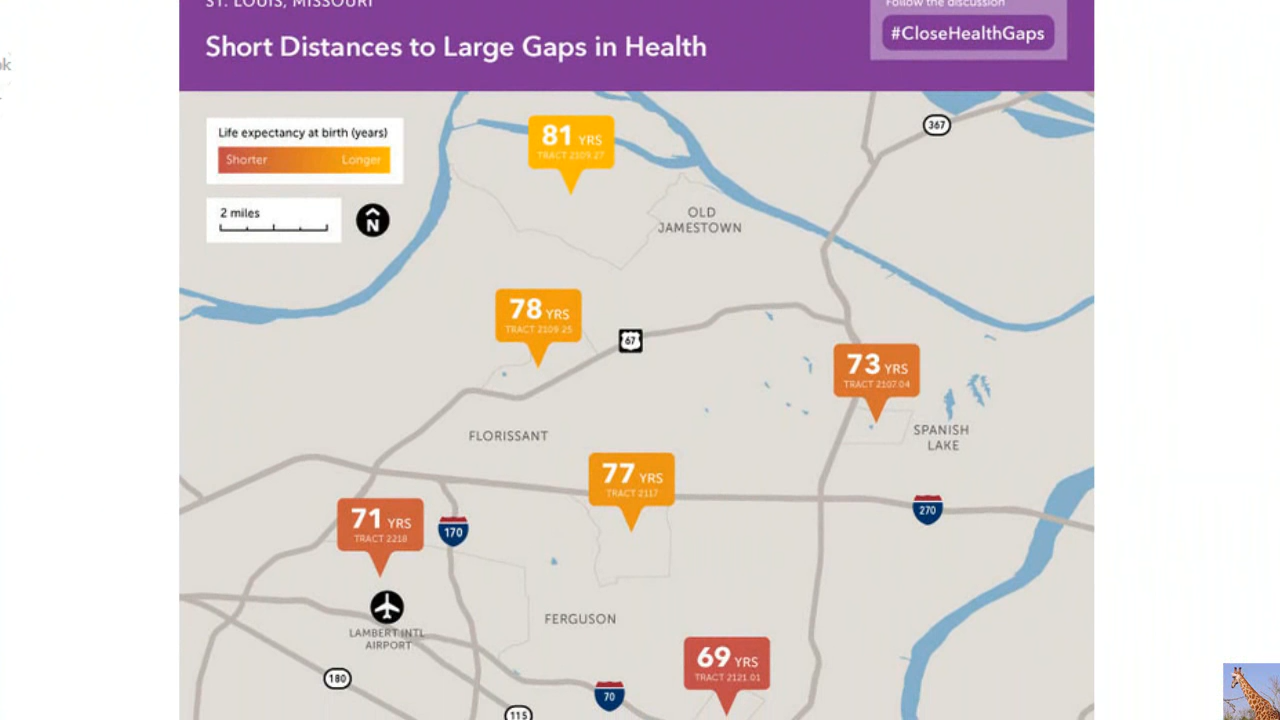 ST. LOUIS, MISSOURI
Short Distances to Large Gaps in Health
Follow the discussion
#CloseHealthGaps
Life expectancy at birth (years)
Shorter Longer
2 miles
N
81 YRS
TRACT 2109.27
367
OLD
JAMESTOWN
78 YRS
TRACT 2109.25
67
73 YRS
TRACT 2107.04
FLORISSANT
SPANISH
LAKE
77 YRS
TRACT 2117
71 YRS
TRACT 2218
170
270
FERGUSON
LAMBERT INTL
AIRPORT
69 YRS
TRACT 2121.01
180
70
115